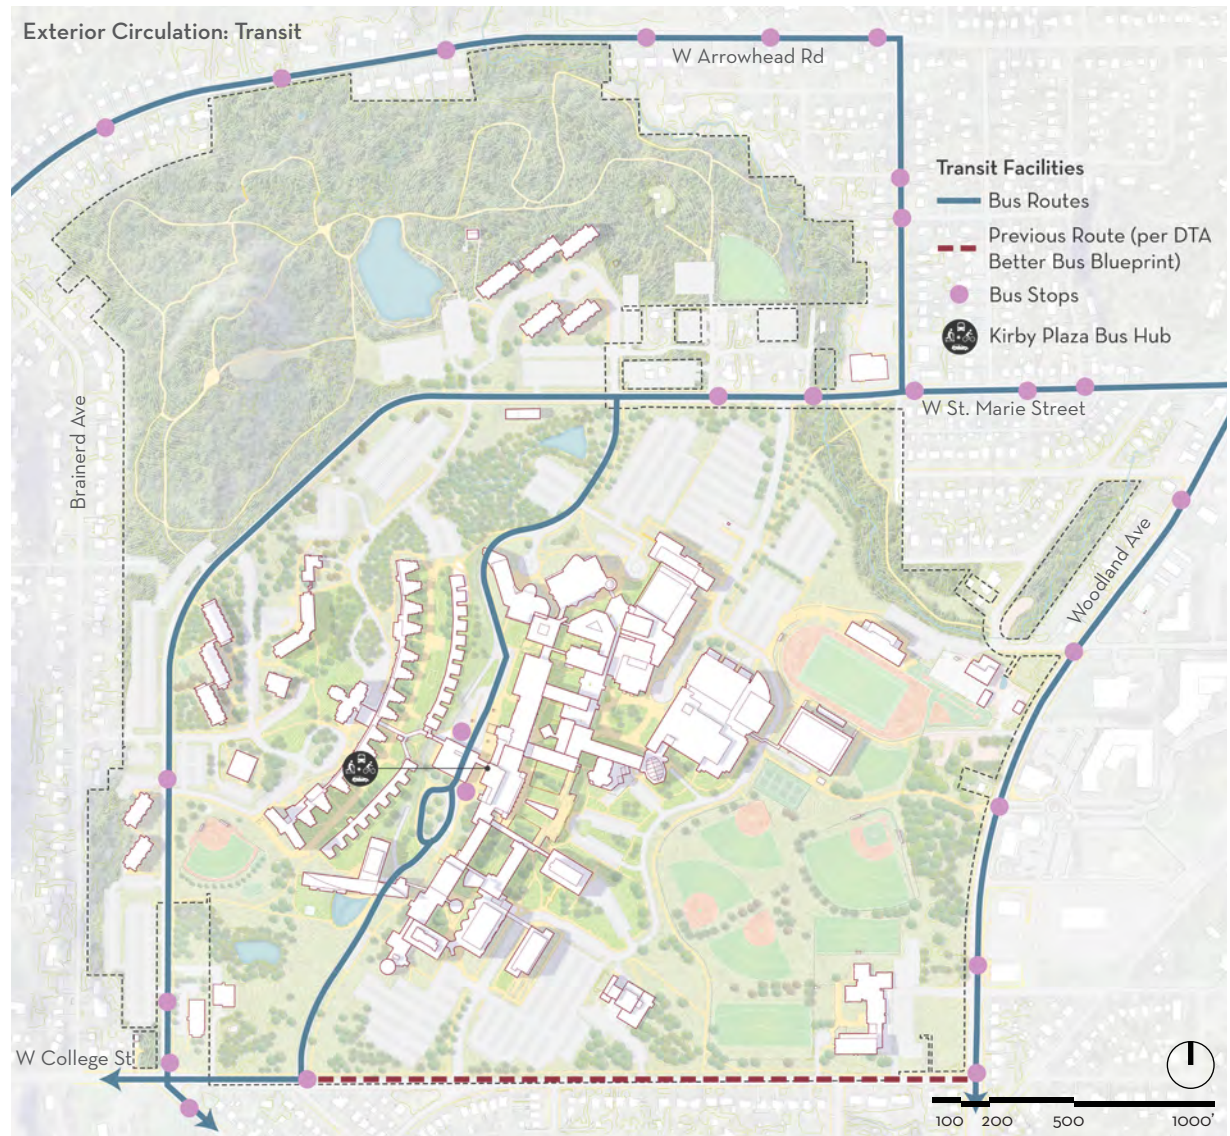 Exterior Circulation: Transit
W Arrowhead Rd
Transit Facilities
Bus Routes
Previous Route (per DTA
Better Bus Blueprint)
Bus Stops
Kirby Plaza Bus Hub
W St. Marie Street
Brainerd Ave
Woodland Ave
W College St
100 200 500 1000'